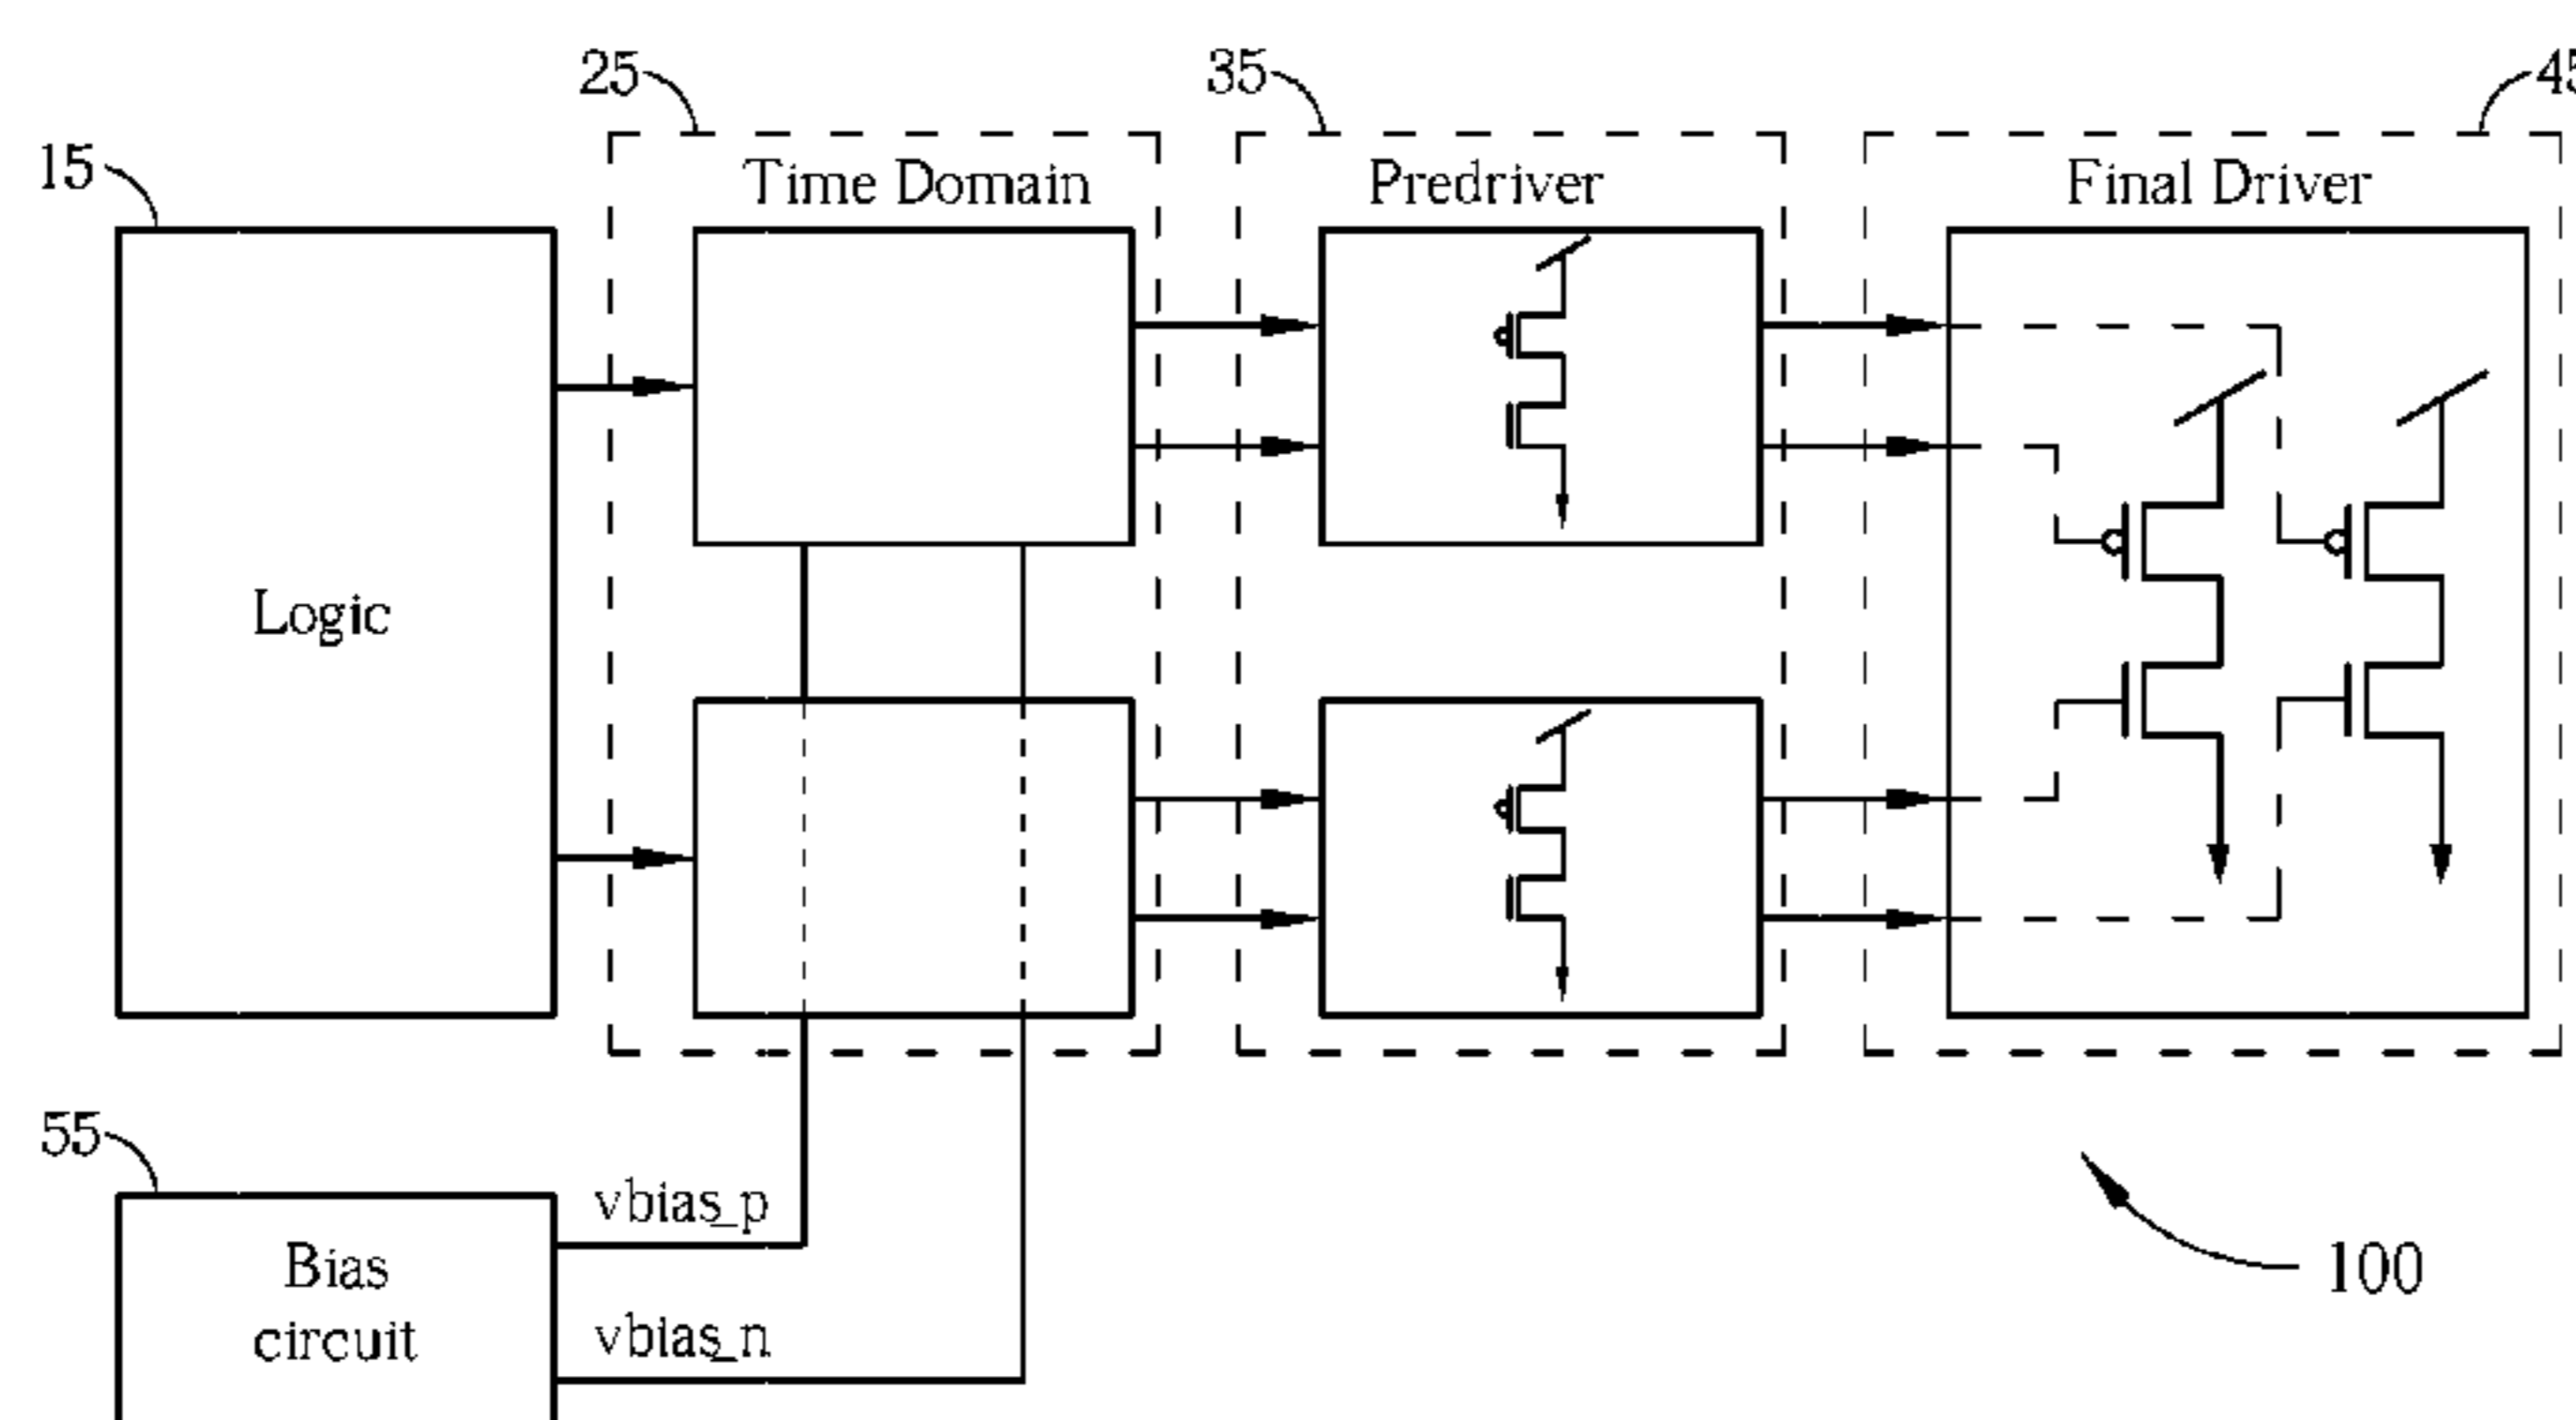 25
35
45
15
Time Domain
Predriver
Final Driver
Logic
55
vbias_p
Bias
circuit
vbias_n
100